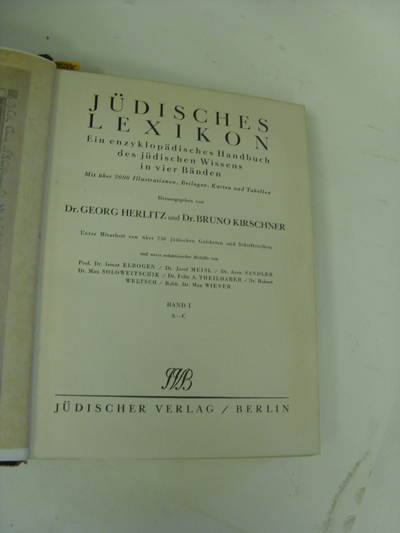 JÜDISCHES
LEXIKON
Ein enzyklopädisches Handbuch
des jüdischen Wissens
in vier Bänden
Mit über 2000 Illustrationen, Beilagen, Karten und Tabellen
Herausgegeben von
Dr. GEORG HERLITZ und Dr. BRUNO KIRSCHNER
Unter Mitarbeit von über 250 jüdischen Gelehrten und Schriftstellern
und unter redaktioneller Beihilfe von
Prof. Dr. Ismar ELBOGEN / Dr. Josef MEISL / Dr. Aron SANDLER
Dr. Max SOLOWEITSCHIK / Dr. Felix A. THEILHABER / Dr. Robert
WELTSCH / Rabb. Dr. Max WIENER
BAND I
A—C
JVB
JÜDISCHER VERLAG / BERLIN